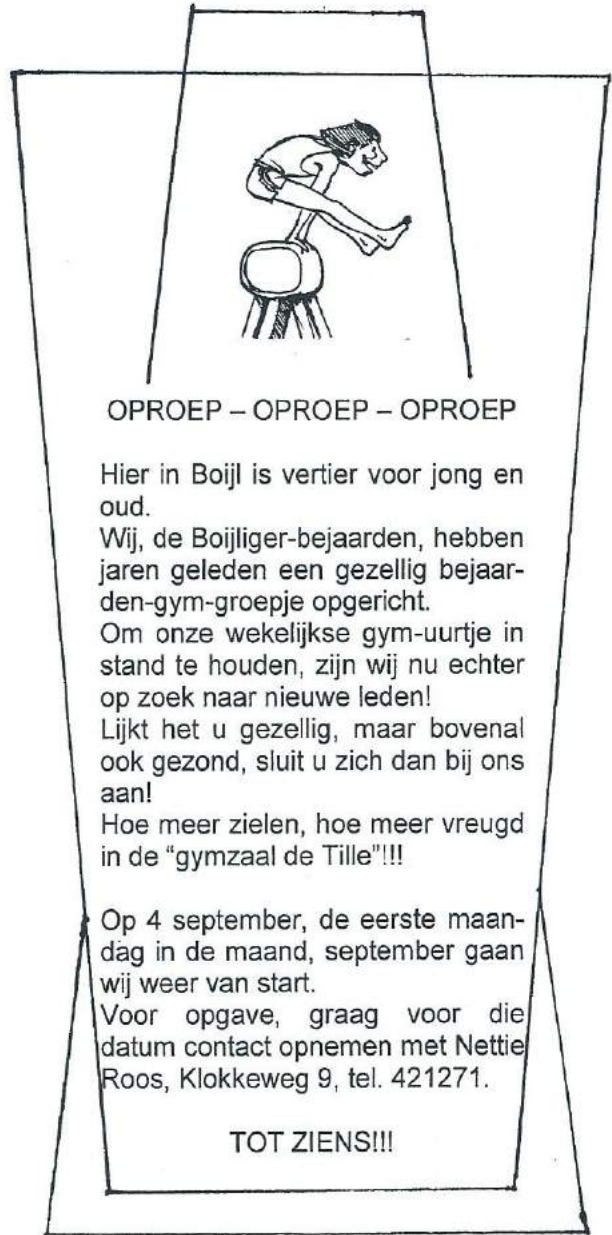 OPROEP – OPROEP – OPROEP
Hier in Boijl is vertier voor jong en
oud.
Wij, de Boijliger-bejaarden, hebben
jaren geleden een gezellig bejaar-
den-gym-groepje opgericht.
Om onze wekelijkse gym-uurtje in
stand te houden, zijn wij nu echter
op zoek naar nieuwe leden!
Lijkt het u gezellig, maar bovenal
ook gezond, sluit u zich dan bij ons
aan!
Hoe meer zielen, hoe meer vreugd
in de “gymzaal de Tille”!!!
Op 4 september, de eerste maan-
dag in de maand, september gaan
wij weer van start.
Voor opgave, graag voor die
datum contact opnemen met Nettie
Roos, Klokkeweg 9, tel. 421271.
TOT ZIENS!!!